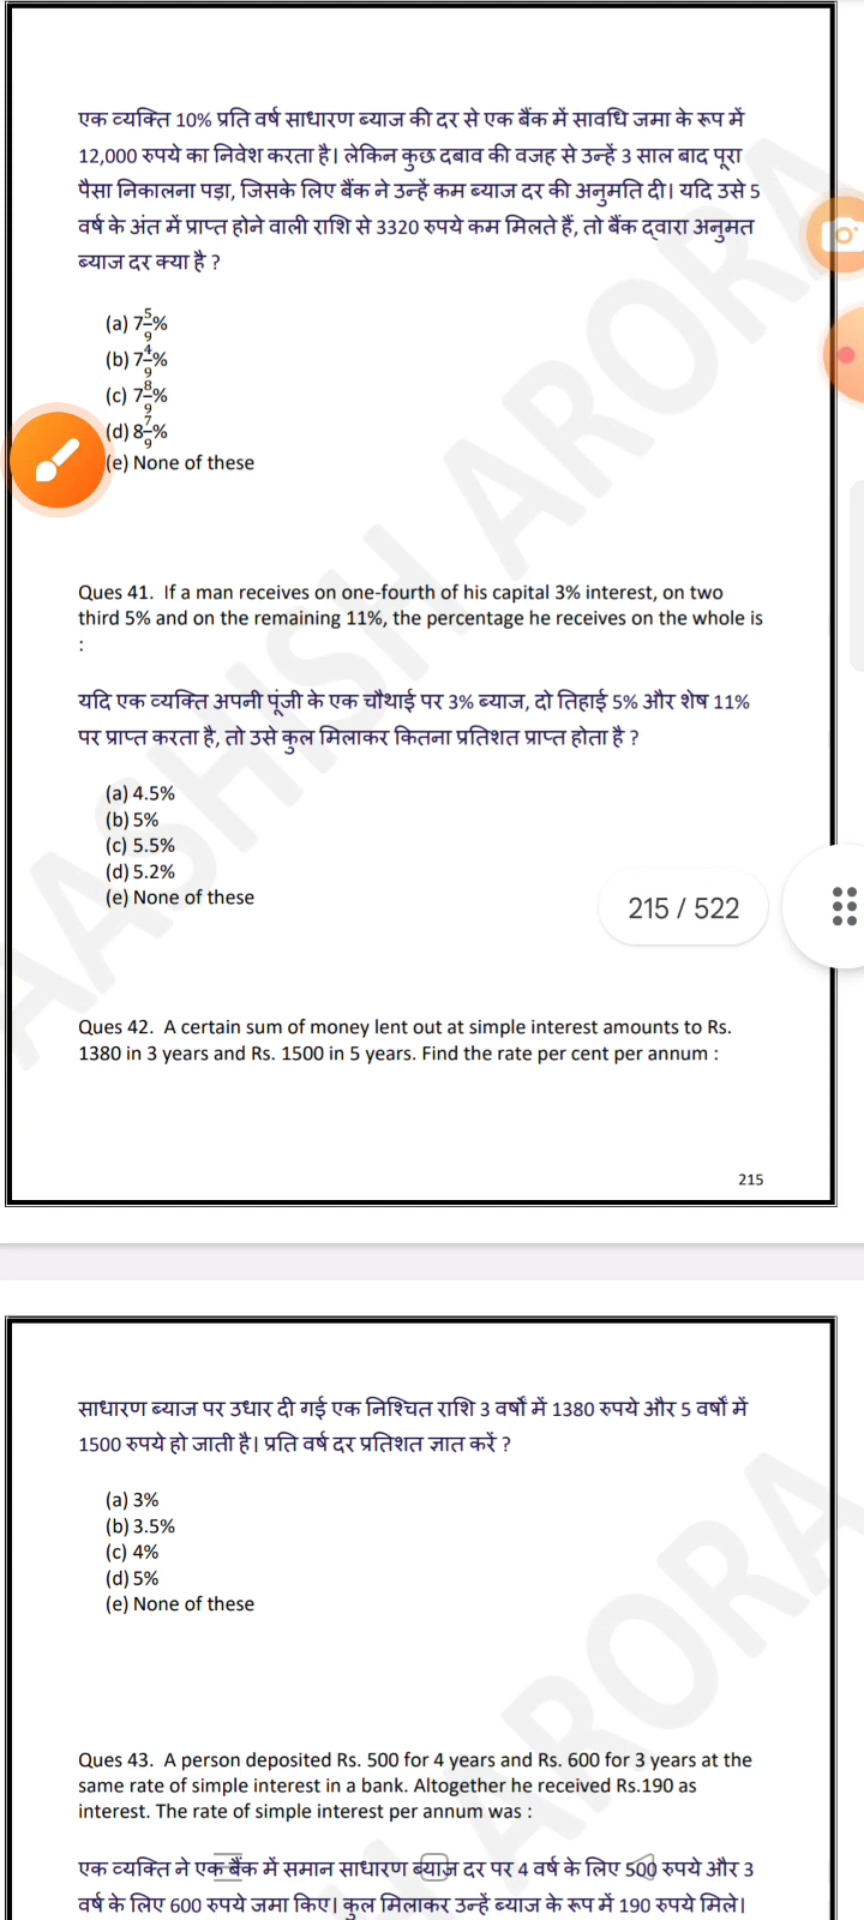 एक व्यक्ति 10% प्रति वर्ष साधारण ब्याज की दर से एक बैंक में सावधि जमा के रूप में
12,000 रुपये का निवेश करता है। लेकिन कुछ दबाव की वजह से उन्हें 3 साल बाद पूरा
पैसा निकालना पड़ा, जिसके लिए बैंक ने उन्हें कम ब्याज दर की अनुमति दी। यदि उसे 5
वर्ष के अंत में प्राप्त होने वाली राशि से 3320 रुपये कम मिलते हैं, तो बैंक द्वारा अनुमत
ब्याज दर क्या है ?
(a) 7 5/9%
(b) 7 4/9%
(c) 7 8/9%
(d) 8 7/9%
(e) None of these
Ques 41. If a man receives on one-fourth of his capital 3% interest, on two
third 5% and on the remaining 11%, the percentage he receives on the whole is
:
यदि एक व्यक्ति अपनी पूंजी के एक चौथाई पर 3% ब्याज, दो तिहाई 5% और शेष 11%
पर प्राप्त करता है, तो उसे कुल मिलाकर कितना प्रतिशत प्राप्त होता है ?
(a) 4.5%
(b) 5%
(c) 5.5%
(d) 5.2%
(e) None of these
215 / 522
Ques 42. A certain sum of money lent out at simple interest amounts to Rs.
1380 in 3 years and Rs. 1500 in 5 years. Find the rate per cent per annum :
215
साधारण ब्याज पर उधार दी गई एक निश्चित राशि 3 वर्षों में 1380 रुपये और 5 वर्षों में
1500 रुपये हो जाती है। प्रति वर्ष दर प्रतिशत ज्ञात करें ?
(a) 3%
(b) 3.5%
(c) 4%
(d) 5%
(e) None of these
Ques 43. A person deposited Rs. 500 for 4 years and Rs. 600 for 3 years at the
same rate of simple interest in a bank. Altogether he received Rs.190 as
interest. The rate of simple interest per annum was :
एक व्यक्ति ने एक बैंक में समान साधारण ब्याज दर पर 4 वर्ष के लिए 500 रुपये और 3
वर्ष के लिए 600 रुपये जमा किए। कुल मिलाकर उन्हें ब्याज के रूप में 190 रुपये मिले।
AASHISH ARORA
H ARORA